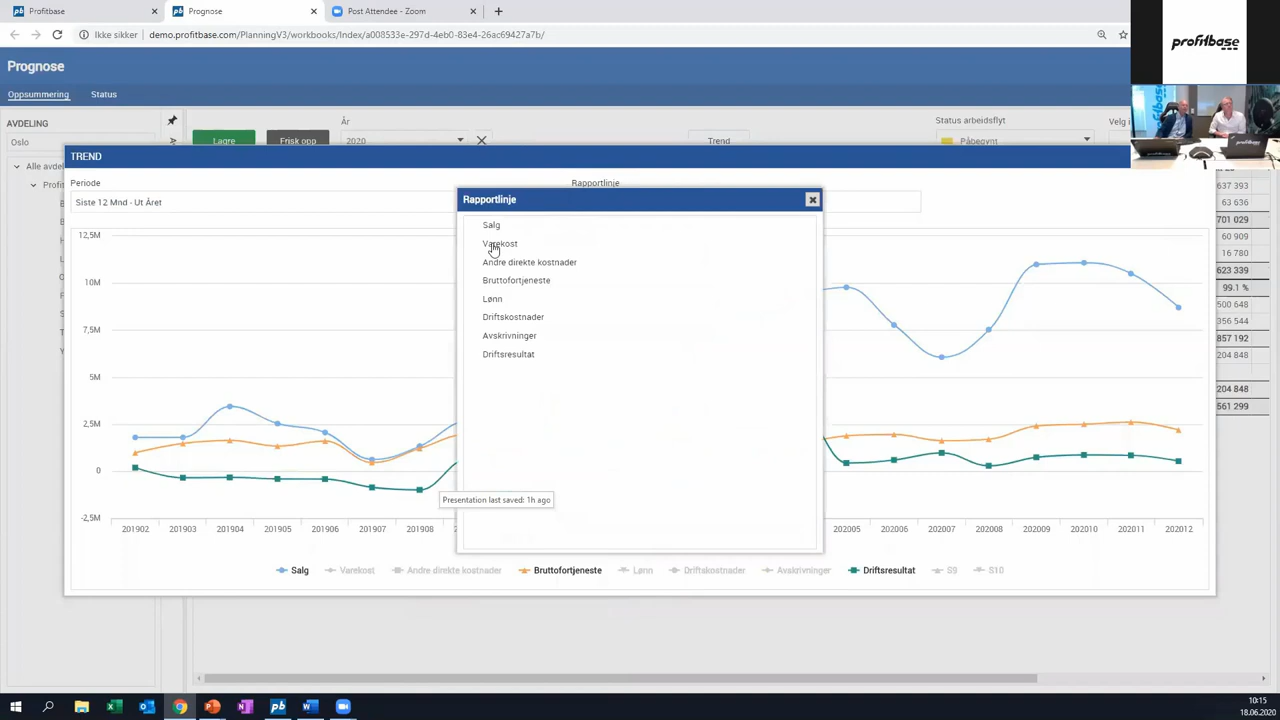 Profitbase
Prognose
Post Attendee - Zoom
Ikke sikker
demo.profitbase.com/PlanningV3/workbooks/Index/a008533e-297d-4eb0-83e4-26ac69427a7b/
profitbase
Prognose
Oppsummering
Status
AVDELING
Oslo
Alle avdel
Profit
Lagre
Frisk opp
År
2020
Trend
Status arbeidsflyt
Påbegynt
Velg i
TREND
Periode
Siste 12 Mnd - Ut Året
Rapportlinje
Rapportlinje
Salg
Varekost
Andre direkte kostnader
Bruttofortjeneste
Lønn
Driftskostnader
Avskrivninger
Driftsresultat
Presentation last saved: 1h ago
12,5M
10M
7,5M
5M
2,5M
0
-2,5M
201902 201903 201904 201905 201906 201907 201908 202005 202006 202007 202008 202009 202010 202011 202012
Salg Varekost Andre direkte kostnader Bruttofortjeneste Lønn Driftskostnader Avskrivninger Driftsresultat S9 S10
637 393
63 636
701 029
60 909
16 780
623 339
99.1 %
500 648
356 544
857 192
204 848
204 848
561 299
10:15
18.06.2020